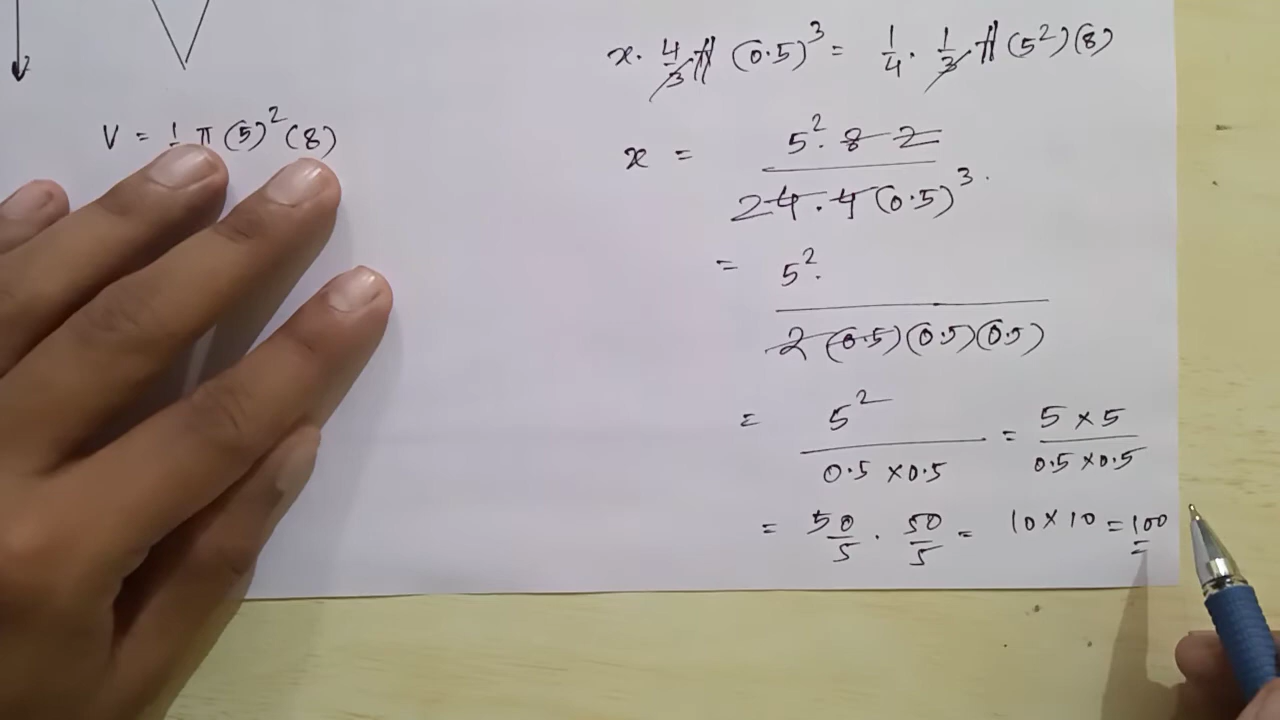 V = 1/ π (5)² (8)
x · 4/3 π (0.5)³ = 1/4 · 1/3 π (5²)(8)
x = 5² · 8 2 / 2 4 · 4 (0.5)³
= 5² · / 2 (0.5)(0.5)(0.5)
= 5² / 0.5 × 0.5 = 5 × 5 / 0.5 × 0.5
= 50/5 · 50/5 = 10 × 10 = 100